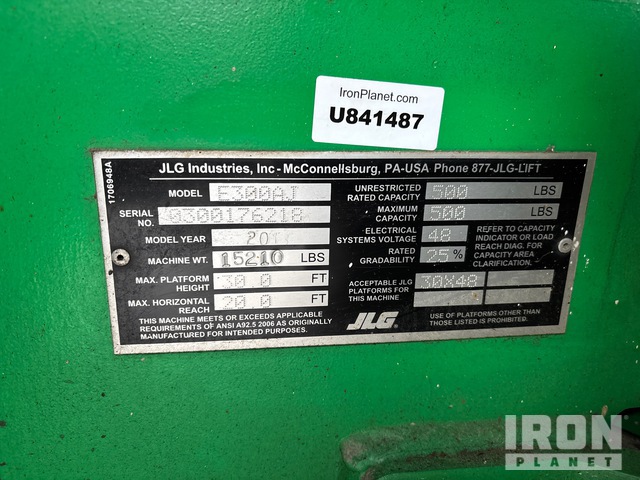 IronPlanet.com
U841487
1706948A
JLG Industries, Inc - McConnellsburg, PA-USA Phone 877-JLG-LIFT
MODEL E300AJ
SERIAL NO. 0300176218
MODEL YEAR
MACHINE WT. 15210 LBS
MAX. PLATFORM HEIGHT 30.0 FT
MAX. HORIZONTAL REACH 20.0 FT
THIS MACHINE MEETS OR EXCEEDS APPLICABLE
REQUIREMENTS OF ANSI A92.5 2006 AS ORIGINALLY
MANUFACTURED FOR INTENDED PURPOSES.
UNRESTRICTED RATED CAPACITY 500 LBS
MAXIMUM CAPACITY 500 LBS
ELECTRICAL SYSTEMS VOLTAGE 48
RATED GRADABILITY 25%
REFER TO CAPACITY
INDICATOR OR LOAD
REACH DIAG. FOR
CAPACITY ORIENTATION
ACCEPTABLE JLG
PLATFORMS FOR
THIS MACHINE
30X48
JLG
USE OF PLATFORMS OTHER THAN
THOSE LISTED IS PROHIBITED.
IRON
PLANET